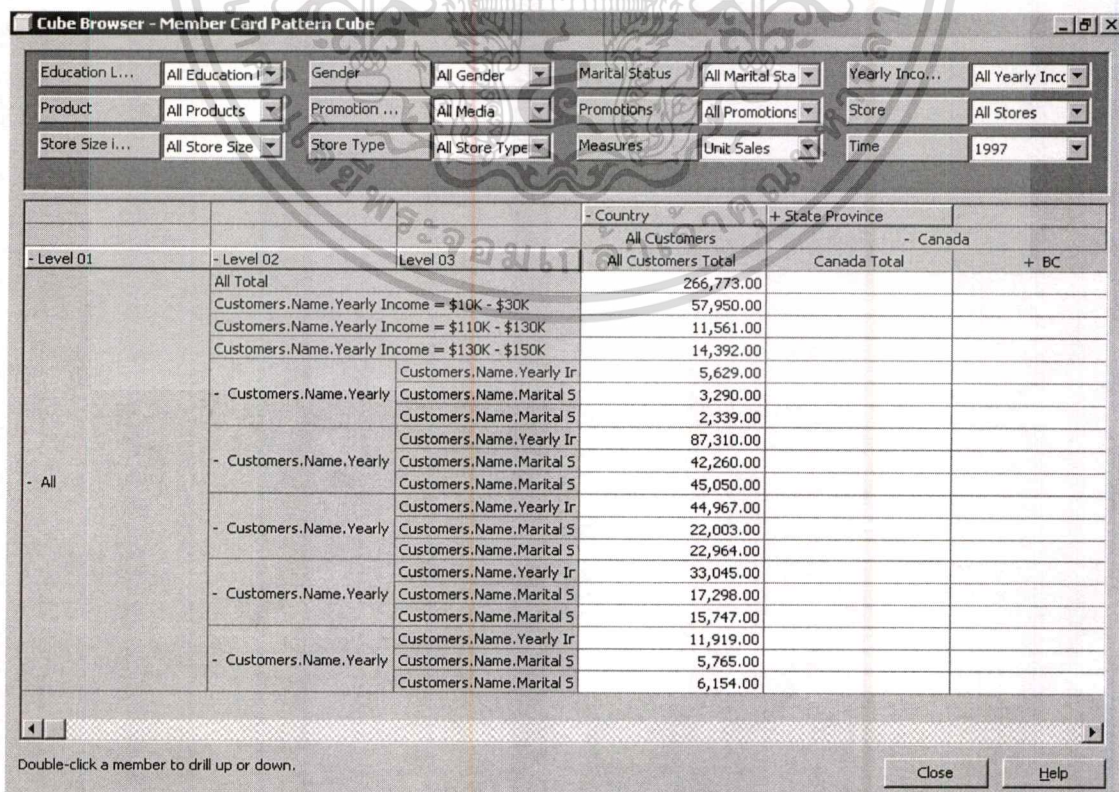 Cube Browser - Member Card Pattern Cube
Education L... All Education I Gender All Gender Marital Status All Marital Sta Yearly Inco... All Yearly Incc
Product All Products Promotion ... All Media Promotions All Promotions Store All Stores
Store Size i... All Store Size Store Type All Store Type Measures Unit Sales Time 1997
- Country + State Province
All Customers - Canada
- Level 01 - Level 02 Level 03 All Customers Total Canada Total + BC
All Total 266,773.00
Customers.Name.Yearly Income = $10K - $30K 57,950.00
Customers.Name.Yearly Income = $110K - $130K 11,561.00
Customers.Name.Yearly Income = $130K - $150K 14,392.00
Customers.Name.Yearly Ir 5,629.00
- Customers.Name.Yearly Customers.Name.Marital S 3,290.00
Customers.Name.Marital S 2,339.00
Customers.Name.Yearly Ir 87,310.00
- Customers.Name.Yearly Customers.Name.Marital S 42,260.00
- All Customers.Name.Marital S 45,050.00
Customers.Name.Yearly Ir 44,967.00
- Customers.Name.Yearly Customers.Name.Marital S 22,003.00
Customers.Name.Marital S 22,964.00
Customers.Name.Yearly Ir 33,045.00
- Customers.Name.Yearly Customers.Name.Marital S 17,298.00
Customers.Name.Marital S 15,747.00
Customers.Name.Yearly Ir 11,919.00
- Customers.Name.Yearly Customers.Name.Marital S 5,765.00
Customers.Name.Marital S 6,154.00
Double-click a member to drill up or down.
Close Help